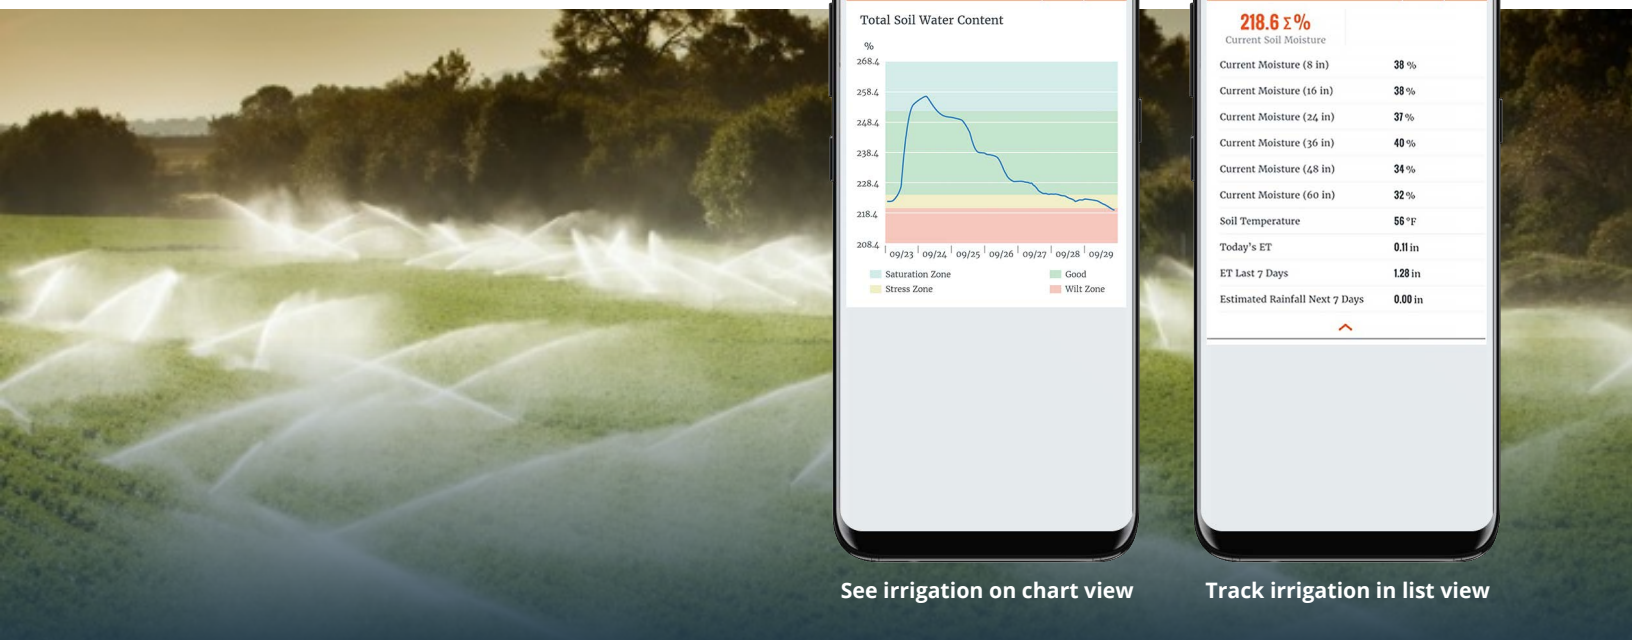 Total Soil Water Content
%
268.4
258.4
248.4
238.4
228.4
218.4
208.4
09/23 09/24 09/25 09/26 09/27 09/28 09/29
Saturation Zone Good
Stress Zone Wilt Zone
See irrigation on chart view
218.6 Σ%
Current Soil Moisture
Current Moisture (8 in) 38 %
Current Moisture (16 in) 38 %
Current Moisture (24 in) 37 %
Current Moisture (36 in) 40 %
Current Moisture (48 in) 34 %
Current Moisture (60 in) 32 %
Soil Temperature 56 °F
Today's ET 0.11 in
ET Last 7 Days 1.28 in
Estimated Rainfall Next 7 Days 0.00 in
Track irrigation in list view